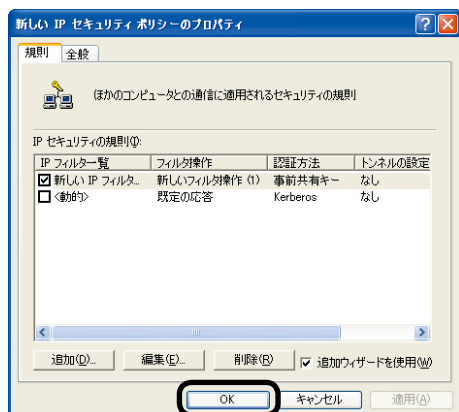 新しい IP セキュリティ ポリシーのプロパティ
規則 全般
ほかのコンピュータとの通信に適用されるセキュリティの規則
IP セキュリティの規則(I):
IP フィルタ一覧 フィルタ操作 認証方法 トンネルの設定
新しい IP フィルタ... 新しいフィルタ操作 (1) 事前共有キー なし
<動的> 既定の応答 Kerberos なし
追加(D)... 編集(E)... 削除(R) 追加ウィザードを使用(W)
OK キャンセル 適用(A)